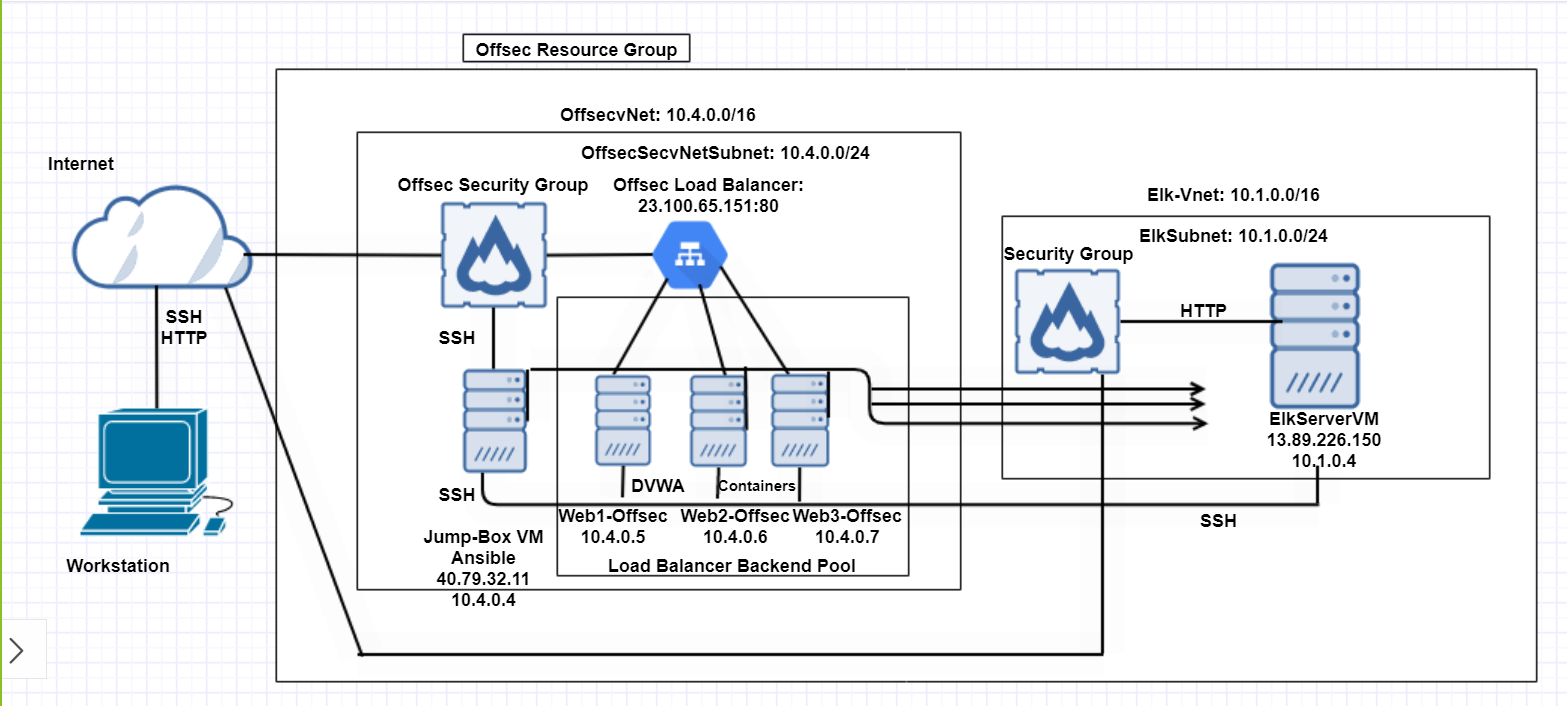 Offsec Resource Group
OffsecvNet: 10.4.0.0/16
OffsecSecvNetSubnet: 10.4.0.0/24
Internet
Offsec Security Group
Offsec Load Balancer:
23.100.65.151:80
Elk-Vnet: 10.1.0.0/16
ElkSubnet: 10.1.0.0/24
Security Group
SSH
HTTP
SSH
HTTP
ElkServerVM
13.89.226.150
10.1.0.4
SSH
DVWA
Containers
Web1-Offsec
10.4.0.5
Web2-Offsec
10.4.0.6
Web3-Offsec
10.4.0.7
SSH
Jump-Box VM
Ansible
40.79.32.11
10.4.0.4
Load Balancer Backend Pool
Workstation